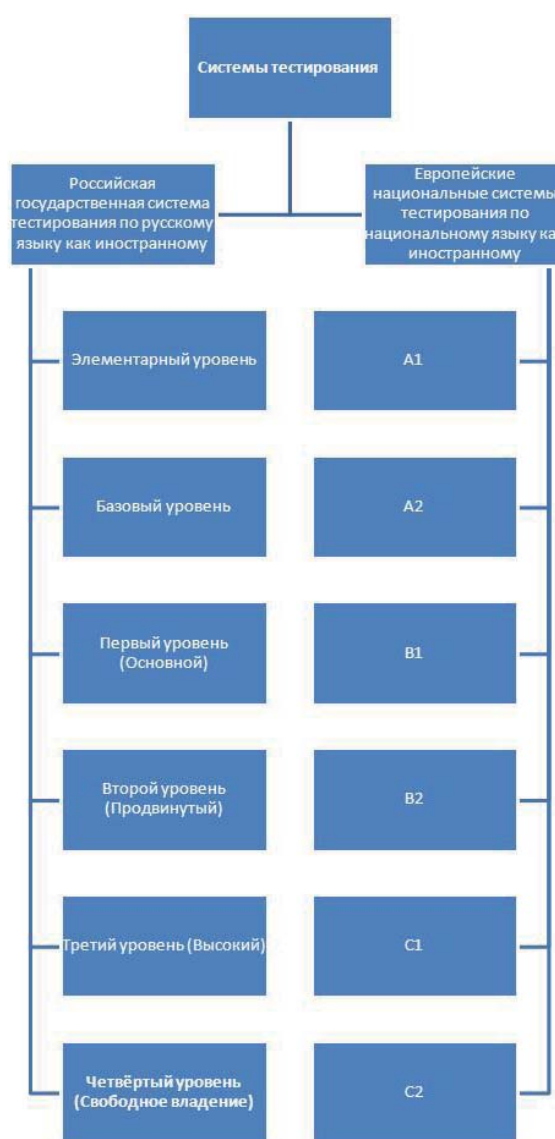 Системы тестирования
Российская
государственная система
тестирования по русскому
языку как иностранному
Европейские
национальные системы
тестирования по
национальному языку ка
иностранному
Элементарный уровень
A1
Базовый уровень
A2
Первый уровень
(Основной)
B1
Второй уровень
(Продвинутый)
B2
Третий уровень (Высокий)
C1
Четвёртый уровень
(Свободное владение)
C2